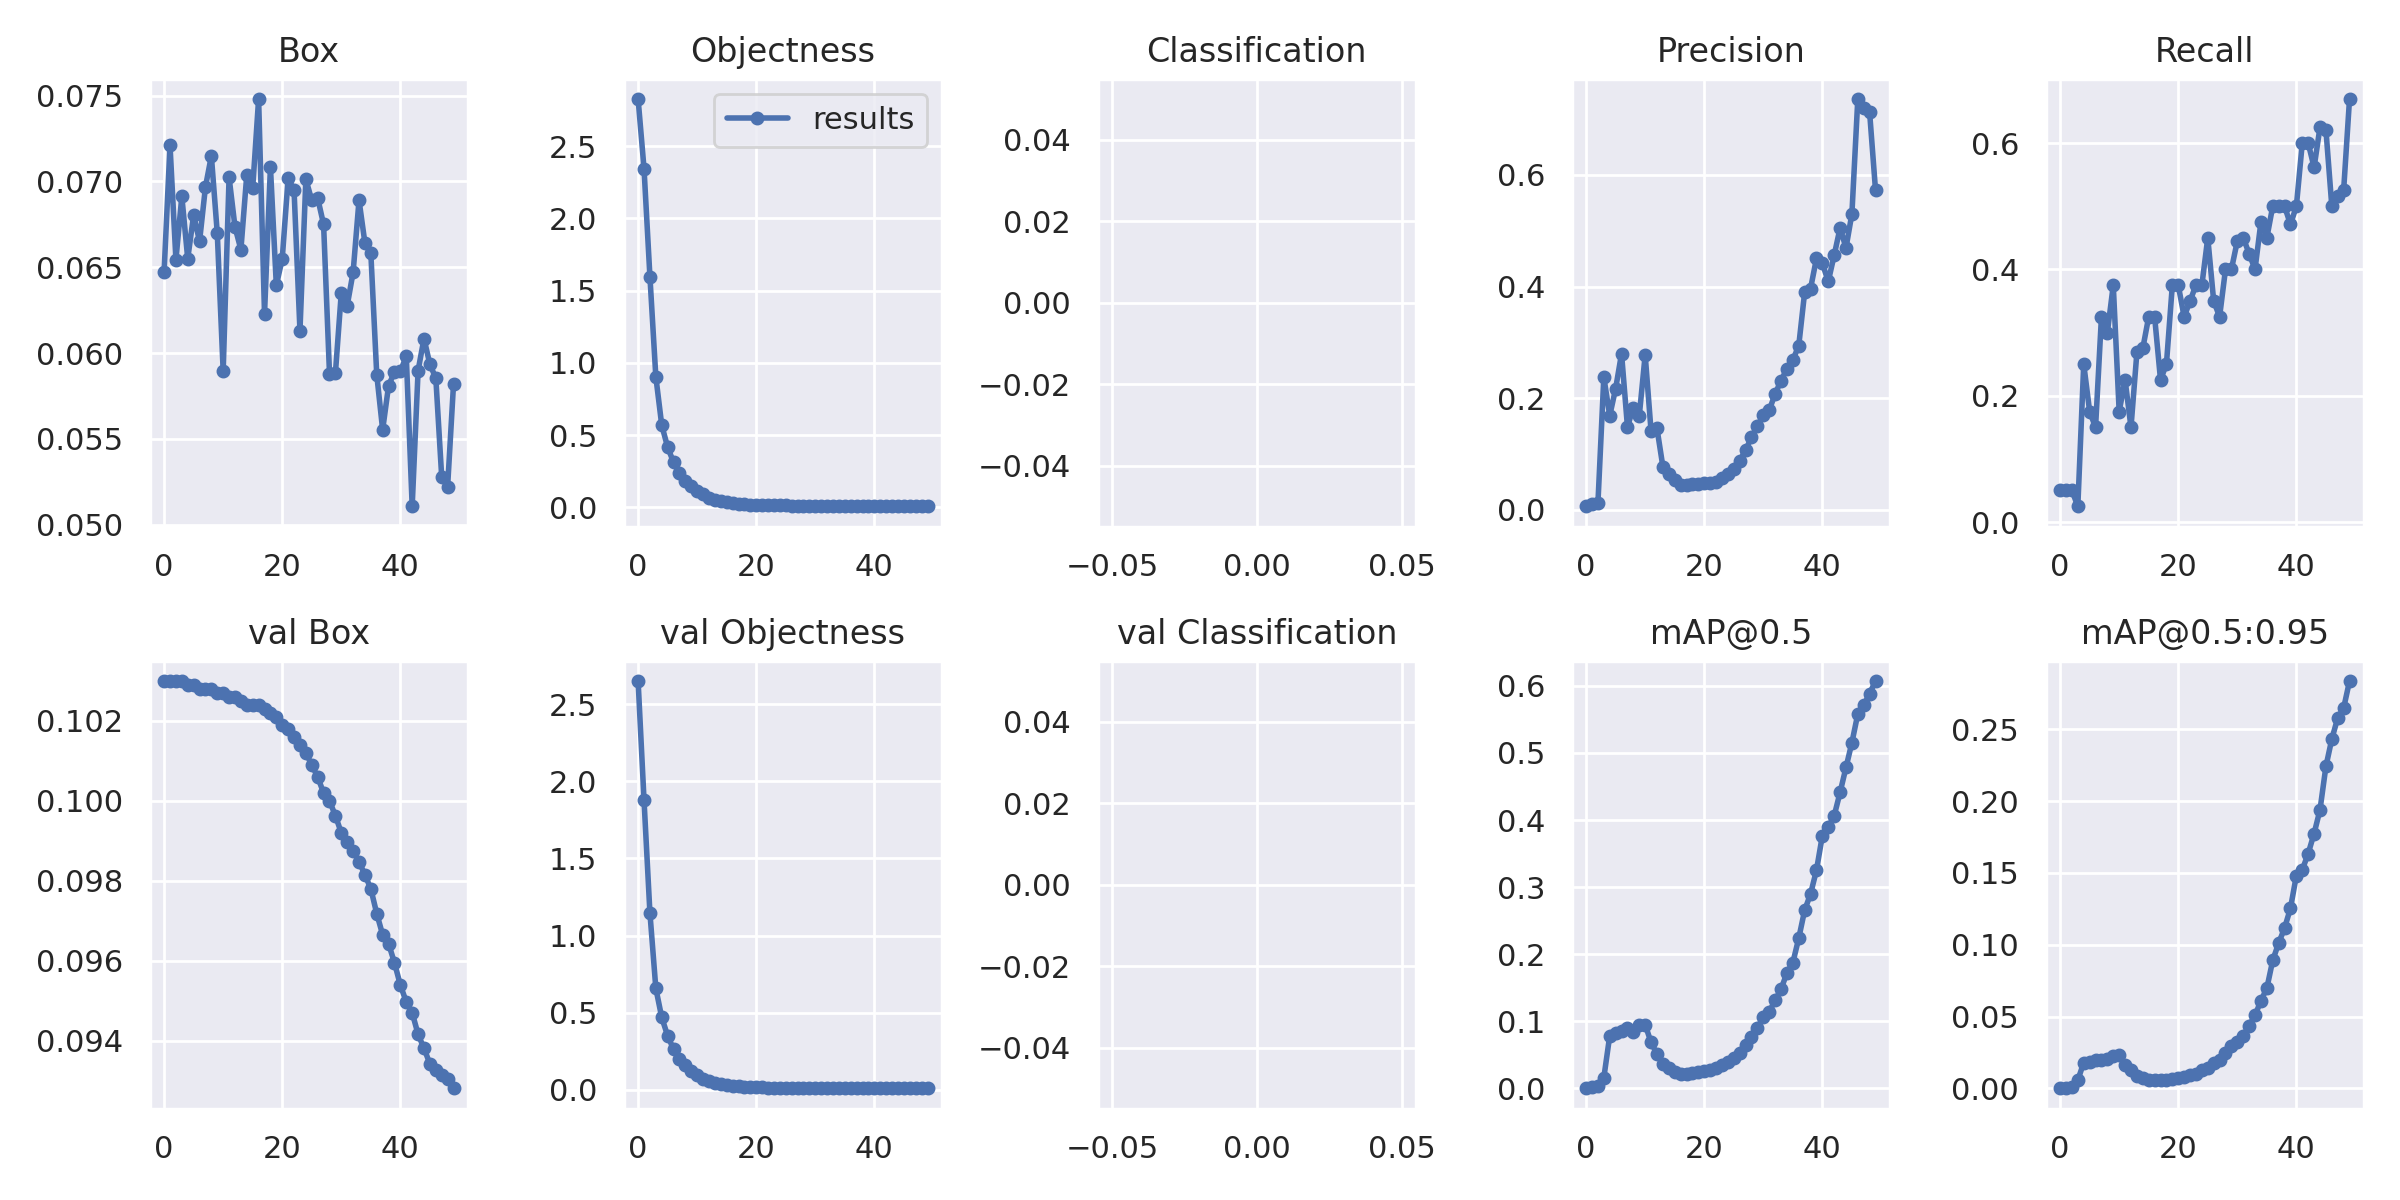 Box
0.075
0.070
0.065
0.060
0.055
0.050
0 20 40
Objectness
results
2.5
2.0
1.5
1.0
0.5
0.0
0 20 40
Classification
0.04
0.02
0.00
−0.02
−0.04
−0.05 0.00 0.05
Precision
0.6
0.4
0.2
0.0
0 20 40
Recall
0.6
0.4
0.2
0.0
0 20 40
val Box
0.102
0.100
0.098
0.096
0.094
0 20 40
val Objectness
2.5
2.0
1.5
1.0
0.5
0.0
0 20 40
val Classification
0.04
0.02
0.00
−0.02
−0.04
−0.05 0.00 0.05
mAP@0.5
0.6
0.5
0.4
0.3
0.2
0.1
0.0
0 20 40
mAP@0.5:0.95
0.25
0.20
0.15
0.10
0.05
0.00
0 20 40